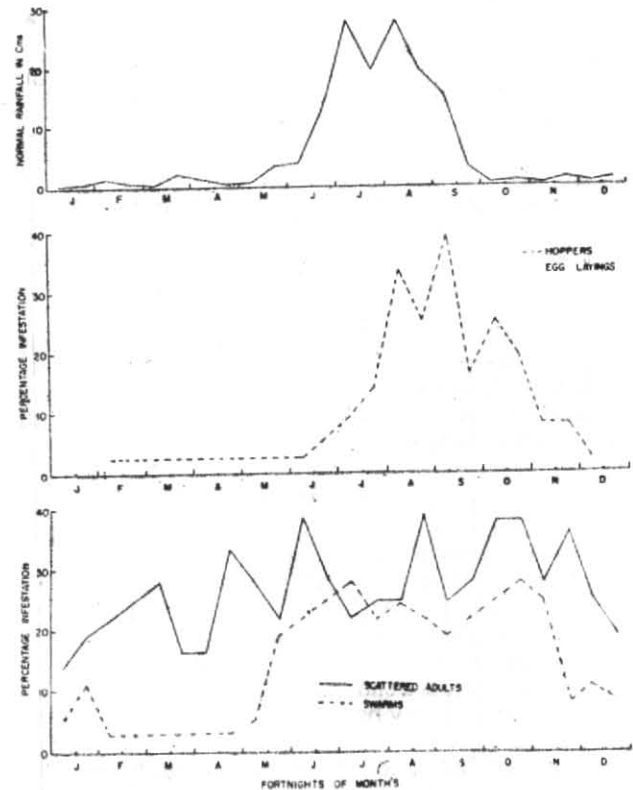 NORMAL RAINFALL IN Cms
30
20
10
0
J F M A M J J A S O N D
PERCENTAGE INFESTATION
40
30
20
10
0
HOPPERS
EGG LAYINGS
J F M A M J J A S O N D
PERCENTAGE INFESTATION
40
30
20
10
0
SCATTERED ADULTS
SWARMS
J F M A M J J A S O N D
FORTNIGHTS OF MONTH'S